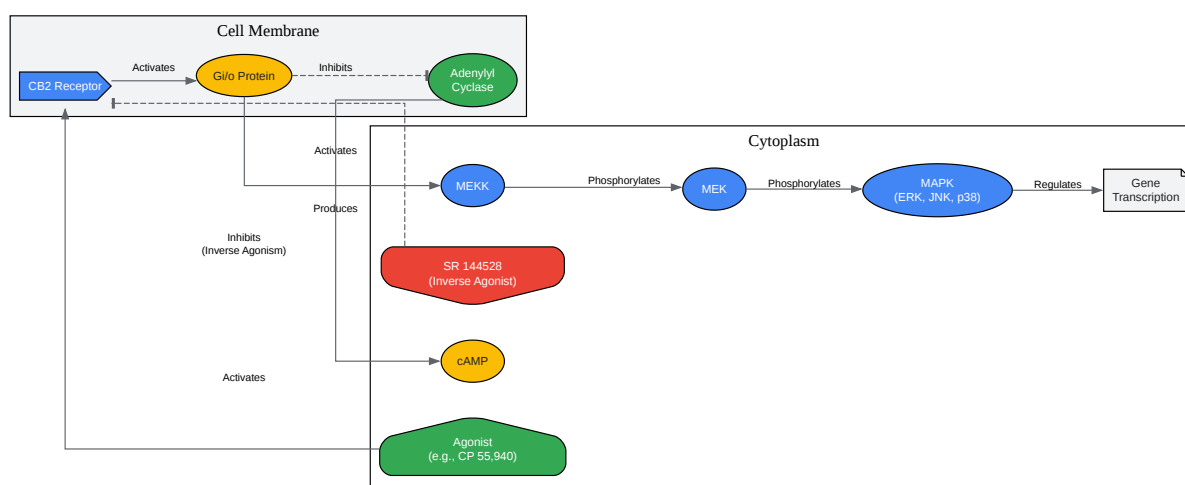 Cell Membrane
Activates
Inhibits
CB2 Receptor
Gi/o Protein
Adenylyl
Cyclase
Cytoplasm
Activates
MEKK
Phosphorylates
MEK
Phosphorylates
MAPK
(ERK, JNK, p38)
Regulates
Gene
Transcription
Produces
Inhibits
(Inverse Agonism)
SR 144528
(Inverse Agonist)
cAMP
Activates
Agonist
(e.g., CP 55,940)